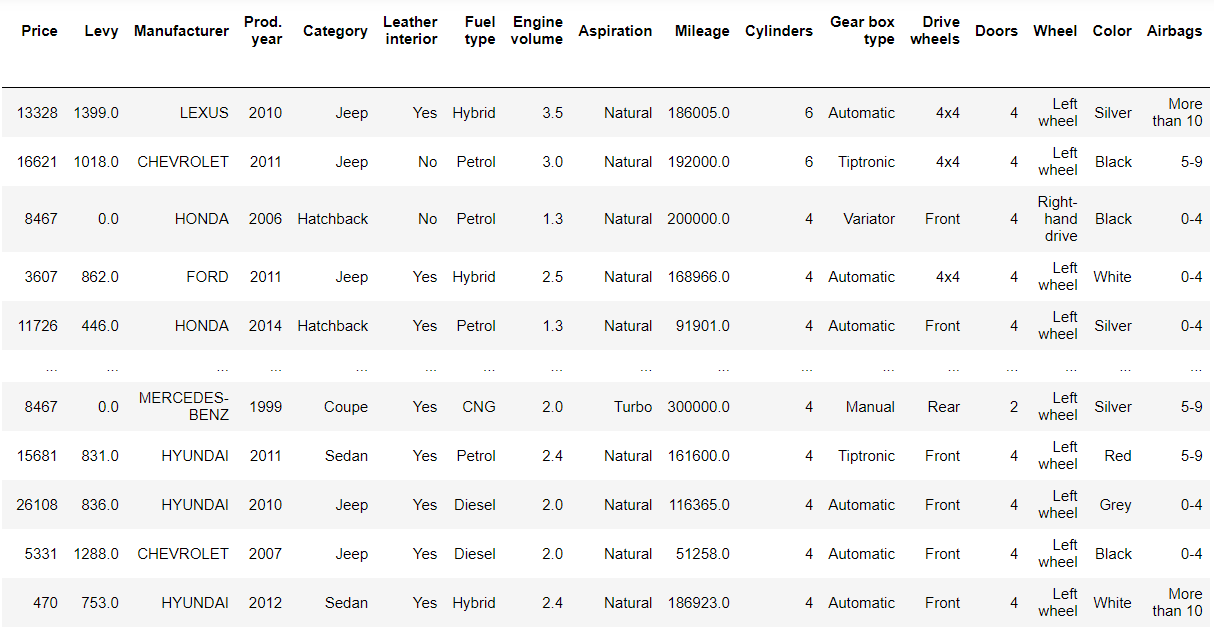 Price Levy Manufacturer Prod. year Category Leather interior Fuel type Engine volume Aspiration Mileage Cylinders Gear box type Drive wheels Doors Wheel Color Airbags
13328 1399.0 LEXUS 2010 Jeep Yes Hybrid 3.5 Natural 186005.0 6 Automatic 4x4 4 Left wheel Silver More than 10
16621 1018.0 CHEVROLET 2011 Jeep No Petrol 3.0 Natural 192000.0 6 Tiptronic 4x4 4 Left wheel Black 5-9
8467 0.0 HONDA 2006 Hatchback No Petrol 1.3 Natural 200000.0 4 Variator Front 4 Right-hand drive Black 0-4
3607 862.0 FORD 2011 Jeep Yes Hybrid 2.5 Natural 168966.0 4 Automatic 4x4 4 Left wheel White 0-4
11726 446.0 HONDA 2014 Hatchback Yes Petrol 1.3 Natural 91901.0 4 Automatic Front 4 Left wheel Silver 0-4
... ... ... ... ... ... ... ... ... ... ... ... ... ... ... ... ...
8467 0.0 MERCEDES-BENZ 1999 Coupe Yes CNG 2.0 Turbo 300000.0 4 Manual Rear 2 Left wheel Silver 5-9
15681 831.0 HYUNDAI 2011 Sedan Yes Petrol 2.4 Natural 161600.0 4 Tiptronic Front 4 Left wheel Red 5-9
26108 836.0 HYUNDAI 2010 Jeep Yes Diesel 2.0 Natural 116365.0 4 Automatic Front 4 Left wheel Grey 0-4
5331 1288.0 CHEVROLET 2007 Jeep Yes Diesel 2.0 Natural 51258.0 4 Automatic Front 4 Left wheel Black 0-4
470 753.0 HYUNDAI 2012 Sedan Yes Hybrid 2.4 Natural 186923.0 4 Automatic Front 4 Left wheel White More than 10